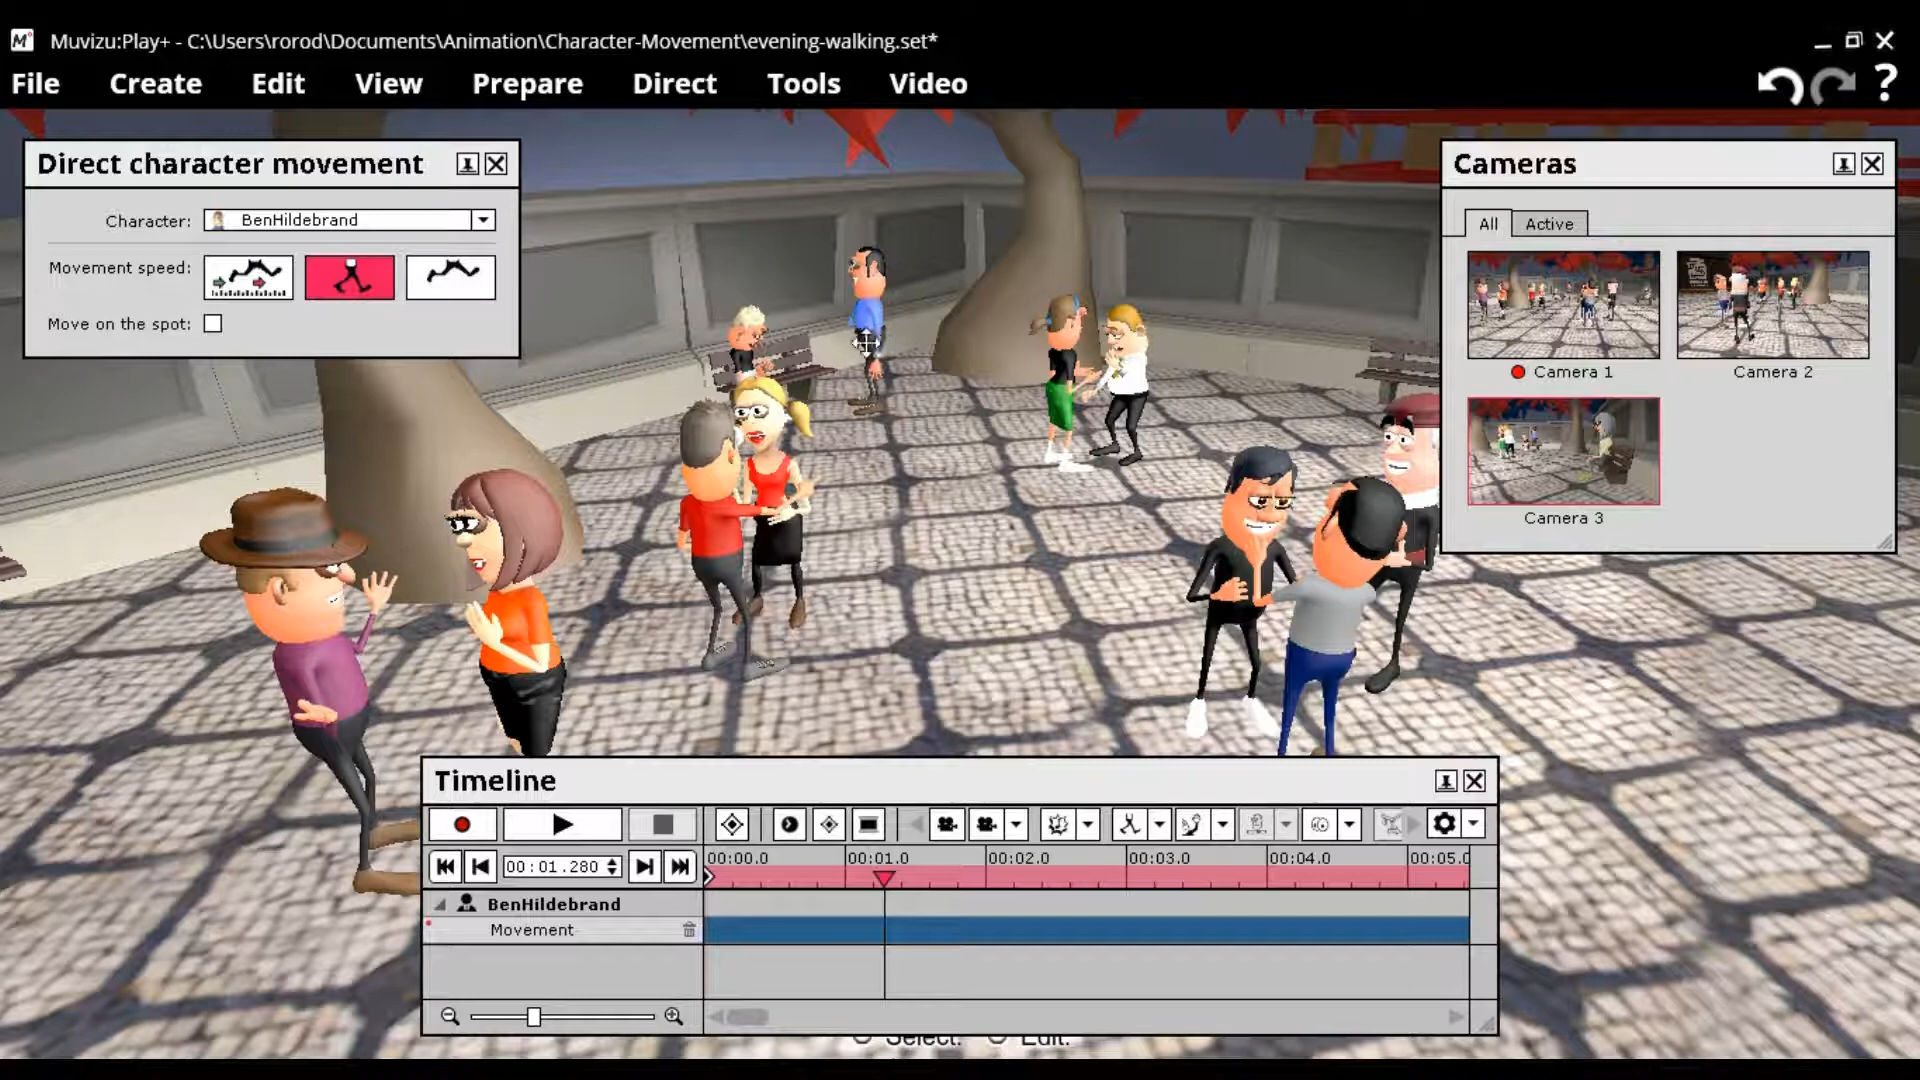 Muvizu:Play+ - C:\Users\rorod\Documents\Animation\Character-Movement\evening-walking.set*
File Create Edit View Prepare Direct Tools Video ?
Direct character movement
Character: BenHildebrand
Movement speed:
Move on the spot:
Cameras
All Active
Camera 1 Camera 2
Camera 3
Timeline
00:01.280 00:00.0 00:01.0 00:02.0 00:03.0 00:04.0 00:05.0
BenHildebrand
Movement
Select. Edit.